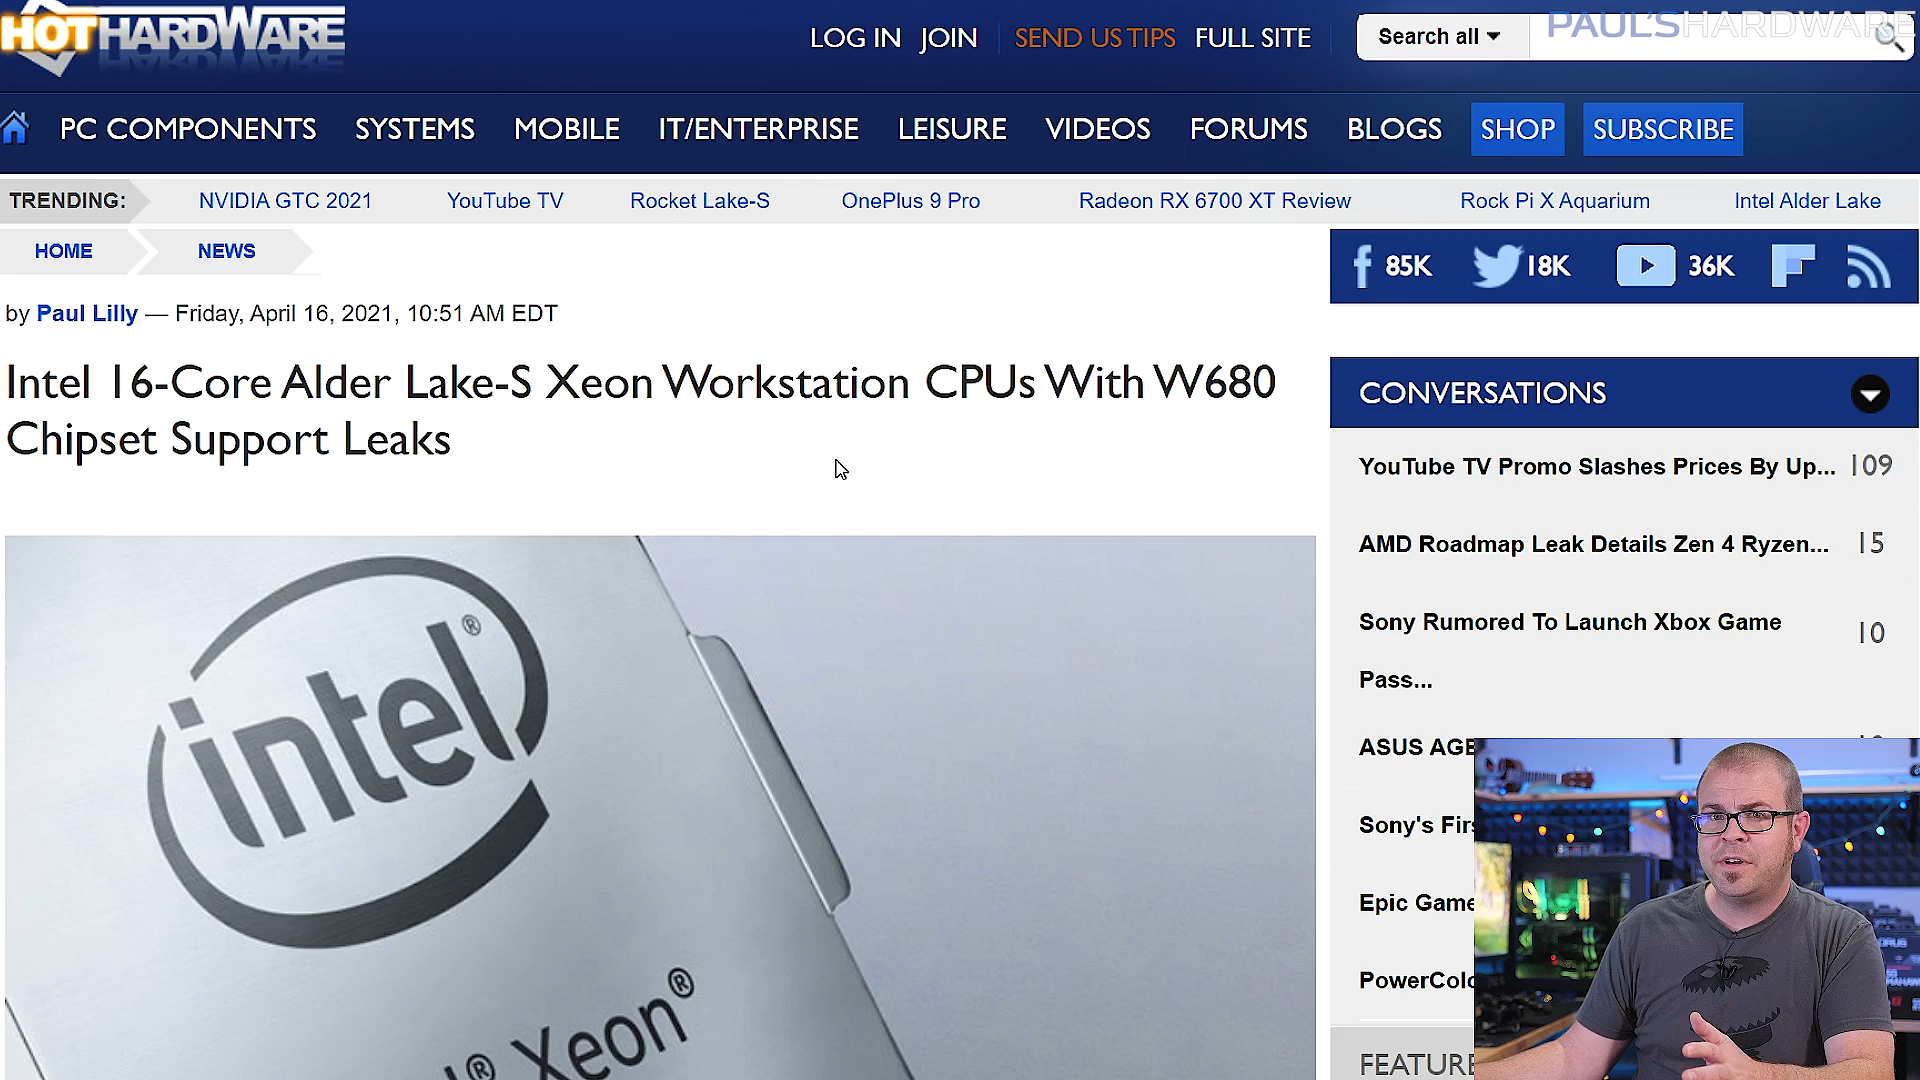 HOTHARDWARE
LOG IN JOIN SEND US TIPS FULL SITE Search all PAUL'SHARDWARE
PC COMPONENTS SYSTEMS MOBILE IT/ENTERPRISE LEISURE VIDEOS FORUMS BLOGS SHOP SUBSCRIBE
TRENDING: NVIDIA GTC 2021 YouTube TV Rocket Lake-S OnePlus 9 Pro Radeon RX 6700 XT Review Rock Pi X Aquarium Intel Alder Lake
HOME NEWS
85K 18K 36K
by Paul Lilly — Friday, April 16, 2021, 10:51 AM EDT
Intel 16-Core Alder Lake-S Xeon Workstation CPUs With W680
Chipset Support Leaks
intel®
® Xeon®
CONVERSATIONS
YouTube TV Promo Slashes Prices By Up... 109
AMD Roadmap Leak Details Zen 4 Ryzen... 15
Sony Rumored To Launch Xbox Game
Pass... 10
ASUS
Sony's
Epic
FEATURE